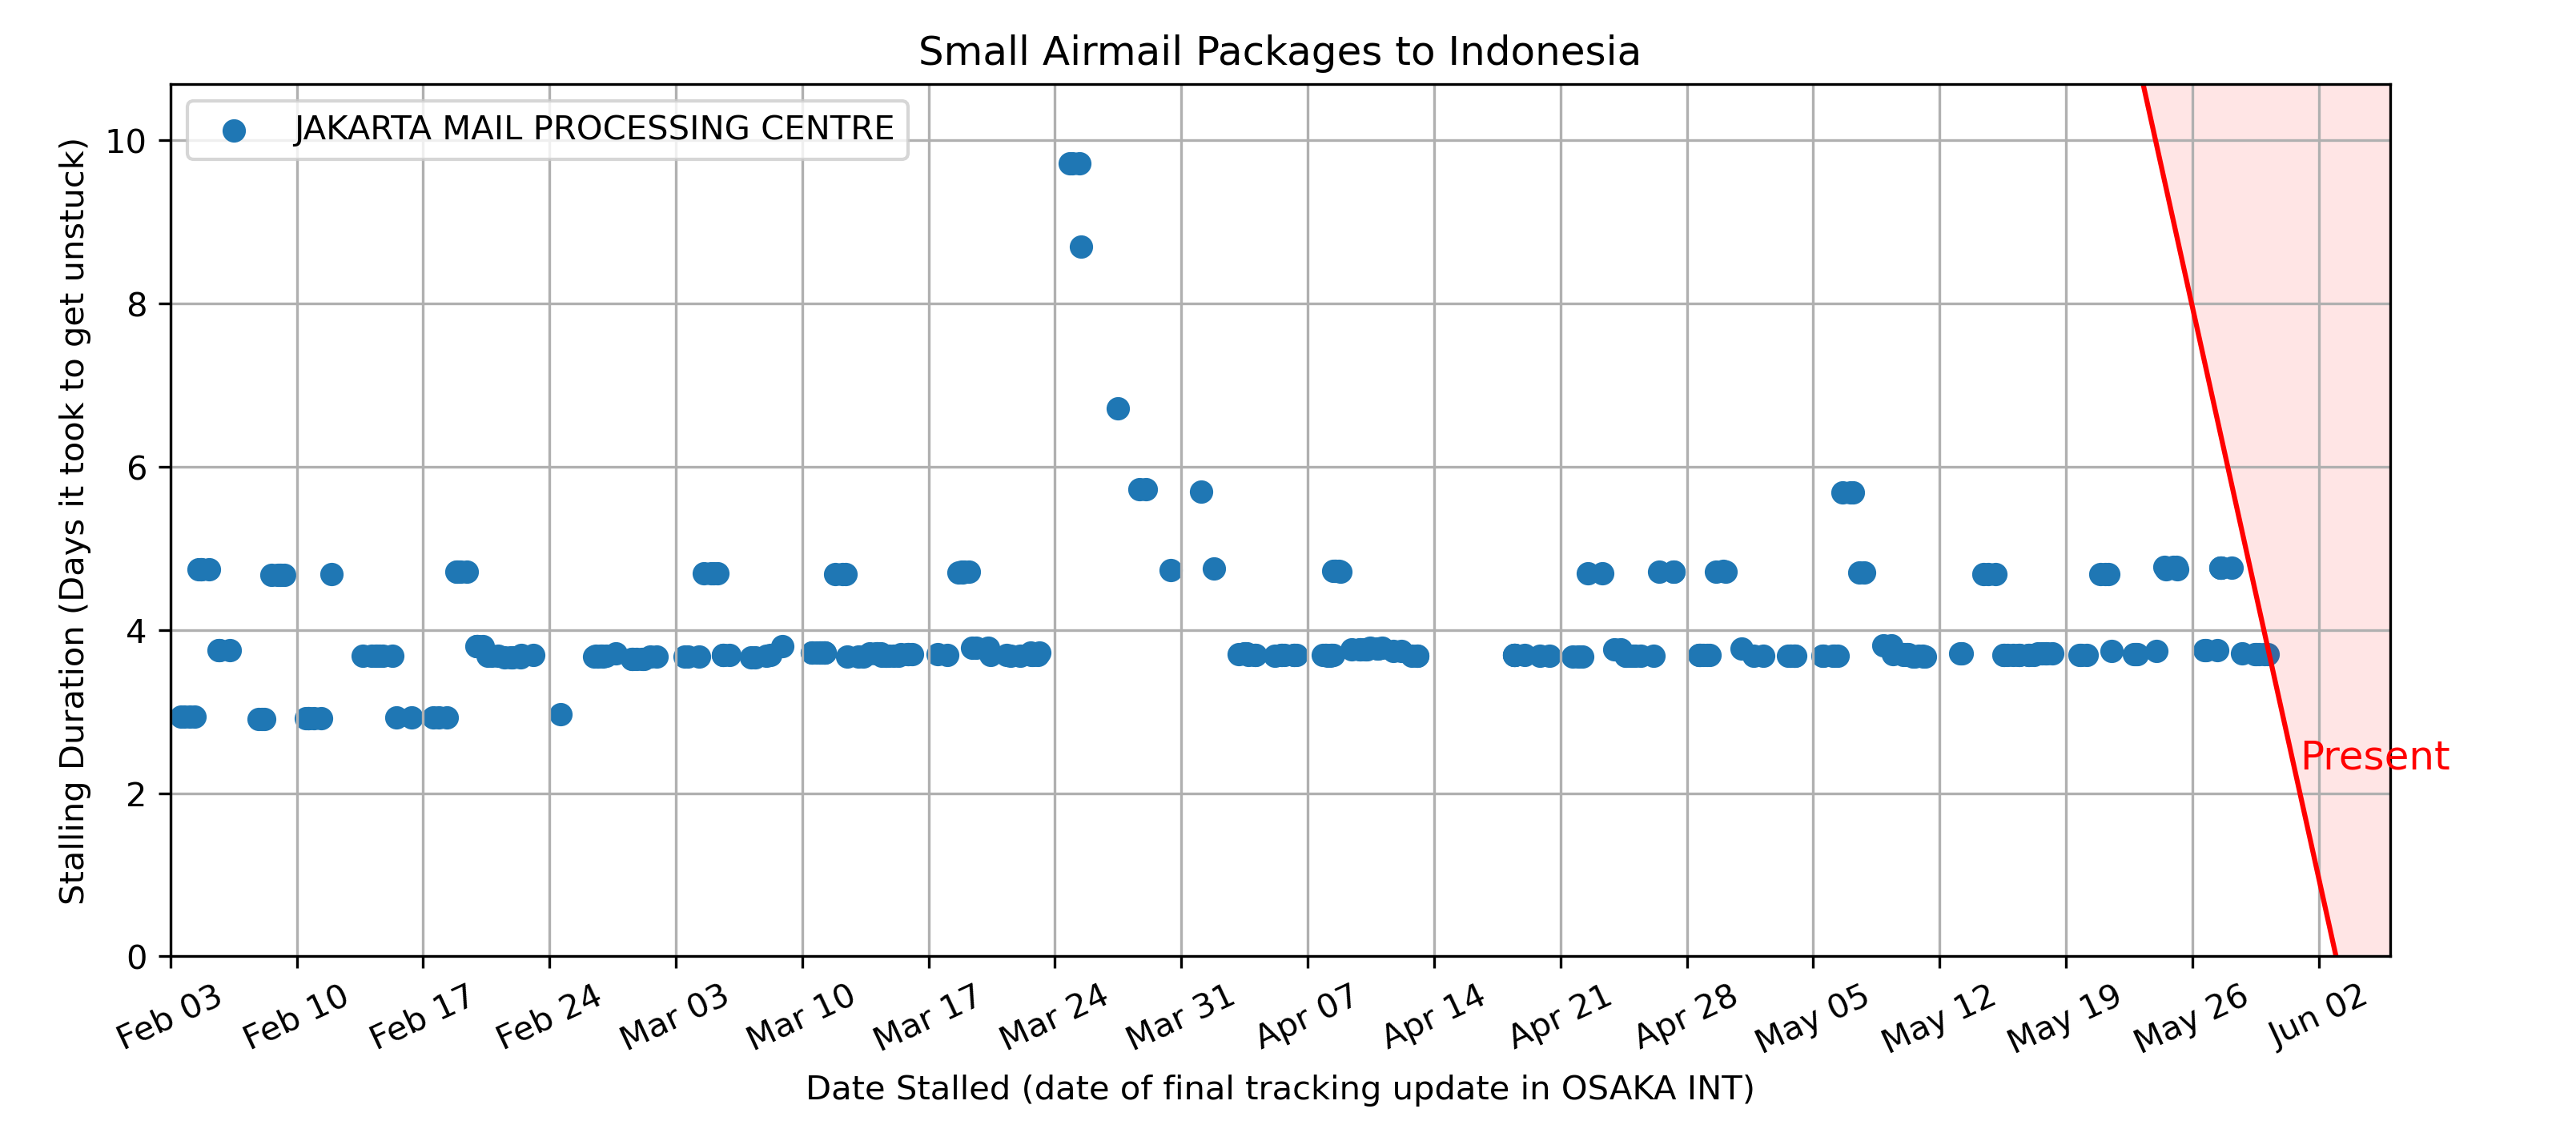 Small Airmail Packages to Indonesia
JAKARTA MAIL PROCESSING CENTRE
Stalling Duration (Days it took to get unstuck)
10
8
6
4
2
0
Present
Feb 03
Feb 10
Feb 17
Feb 24
Mar 03
Mar 10
Mar 17
Mar 24
Mar 31
Apr 07
Apr 14
Apr 21
Apr 28
May 05
May 12
May 19
May 26
Jun 02
Date Stalled (date of final tracking update in OSAKA INT)